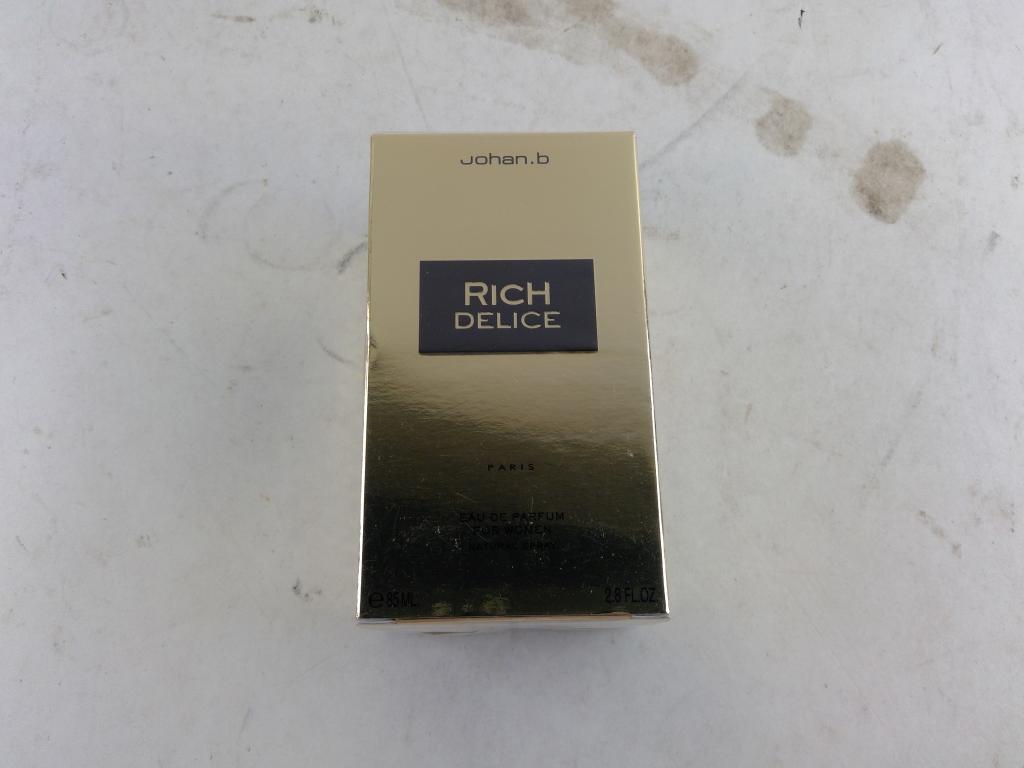 Johan.b
RICH
DELICE
PARIS
EAU DE PARFUM
FOR WOMEN
NATURAL SPRAY
℮ 85 ML.
2.8 FL.OZ.